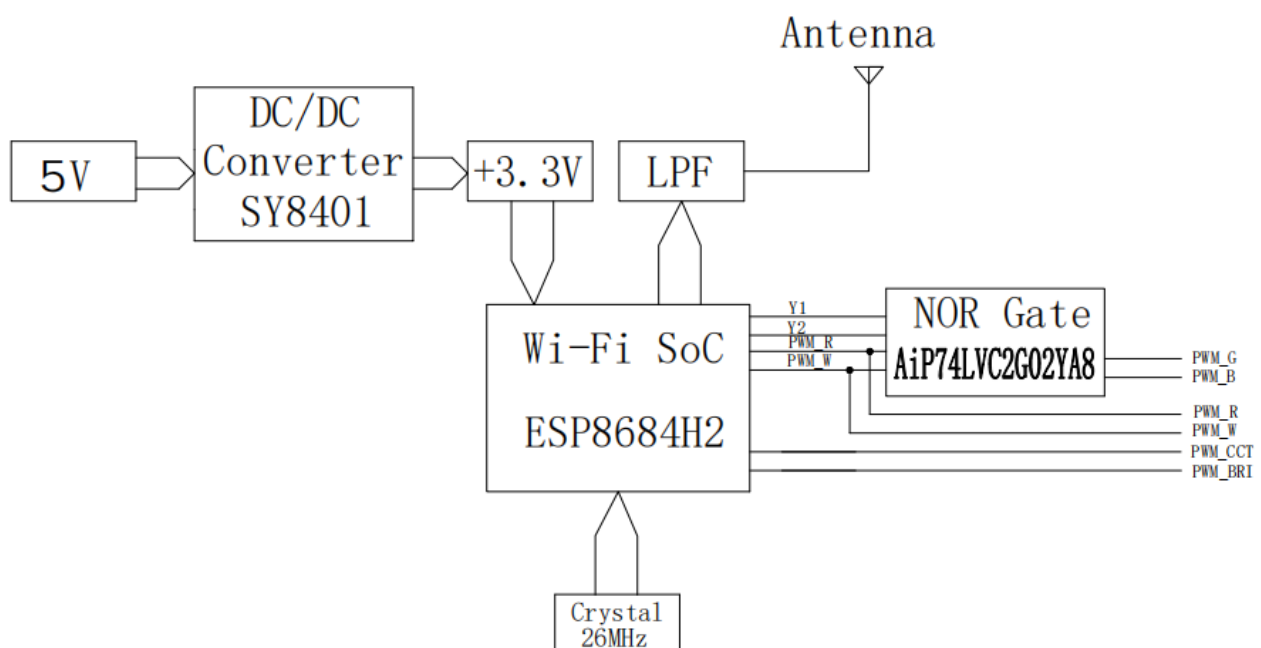 Antenna
5V
DC/DC
Converter
SY8401
+3.3V
LPF
Wi-Fi SoC
ESP8684H2
Y1
Y2
PWM_R
PWM_W
NOR Gate
AiP74LVC2G02YA8
PWM_G
PWM_B
PWM_R
PWM_W
PWM_CCT
PWM_BRI
Crystal
26MHz